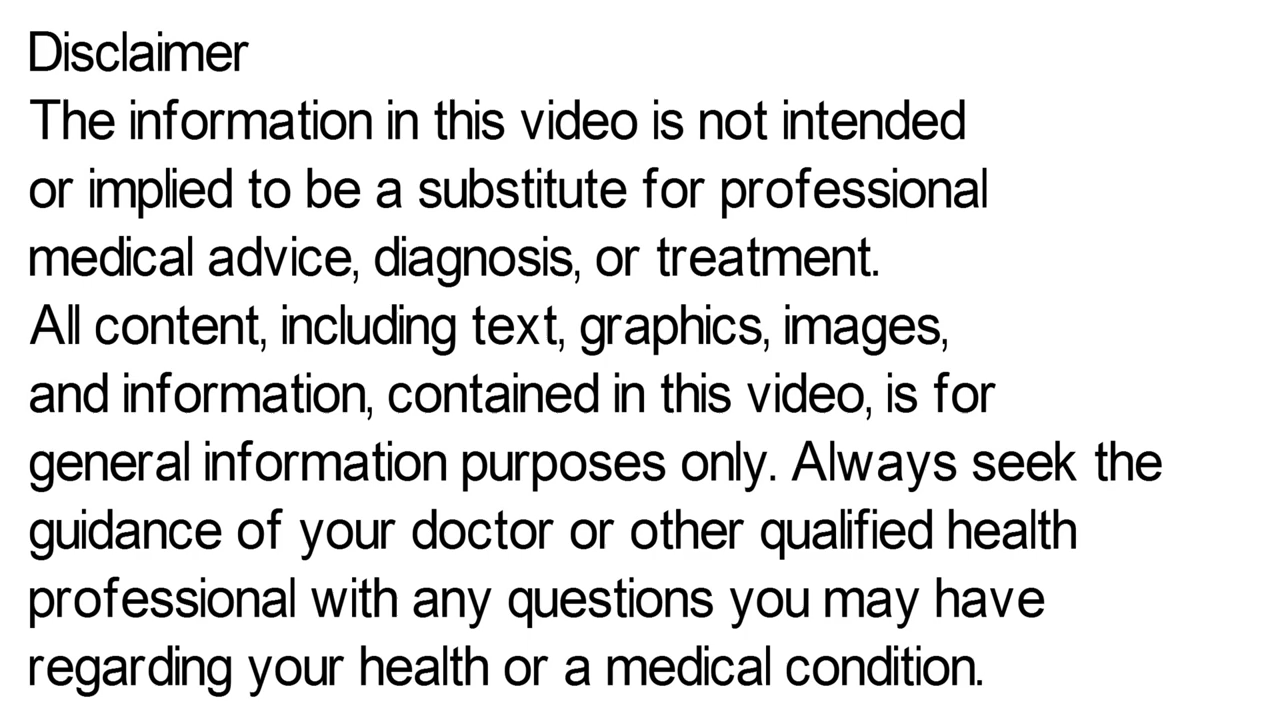 Disclaimer
The information in this video is not intended
or implied to be a substitute for professional
medical advice, diagnosis, or treatment.
All content, including text, graphics, images,
and information, contained in this video, is for
general information purposes only. Always seek the
guidance of your doctor or other qualified health
professional with any questions you may have
regarding your health or a medical condition.